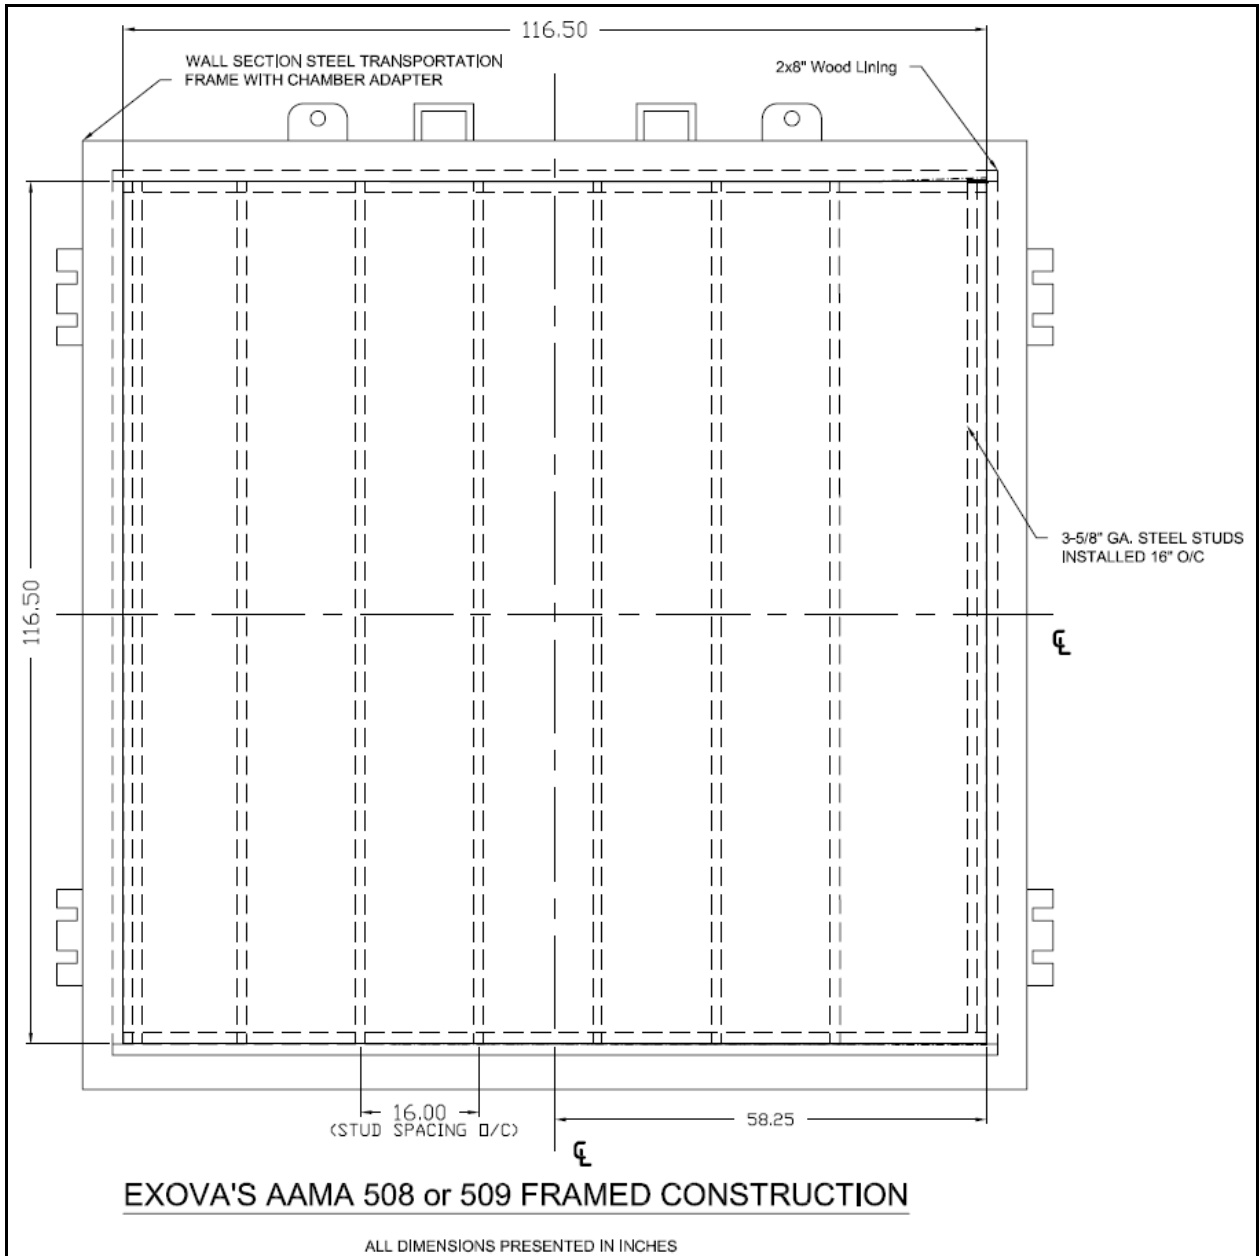 116.50
WALL SECTION STEEL TRANSPORTATION
FRAME WITH CHAMBER ADAPTER
2x8" Wood Lining
3-5/8" GA. STEEL STUDS
INSTALLED 16" O/C
116.50
℄
16.00
(STUD SPACING O/C)
58.25
℄
EXOVA'S AAMA 508 or 509 FRAMED CONSTRUCTION
ALL DIMENSIONS PRESENTED IN INCHES